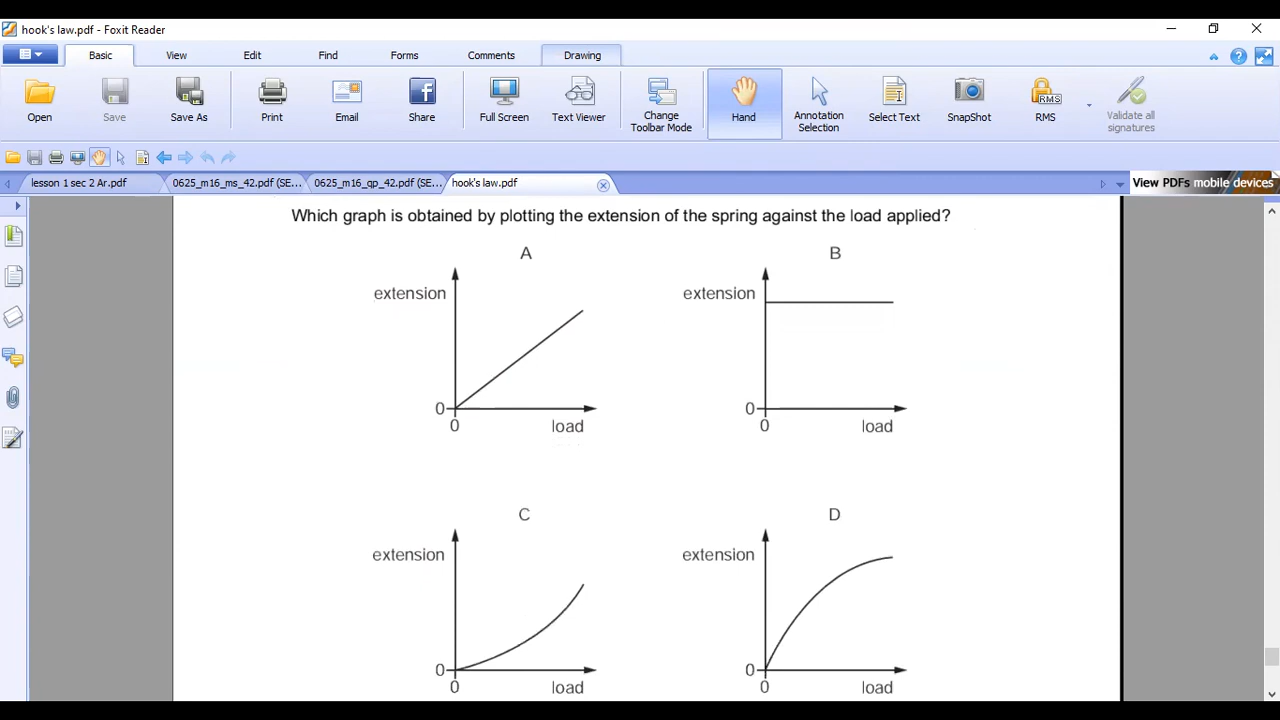 hook's law.pdf - Foxit Reader
Basic View Edit Find Forms Comments Drawing
Open Save Save As Print Email Share Full Screen Text Viewer Change Toolbar Mode Hand Annotation Selection Select Text SnapShot RMS Validate all signatures
lesson 1 sec 2 Ar.pdf 0625_m16_ms_42.pdf (SE... 0625_m16_qp_42.pdf (SE... hook's law.pdf View PDFs mobile devices
Which graph is obtained by plotting the extension of the spring against the load applied?
A
extension
0
0 load
B
extension
0
0 load
C
extension
0
0 load
D
extension
0
0 load